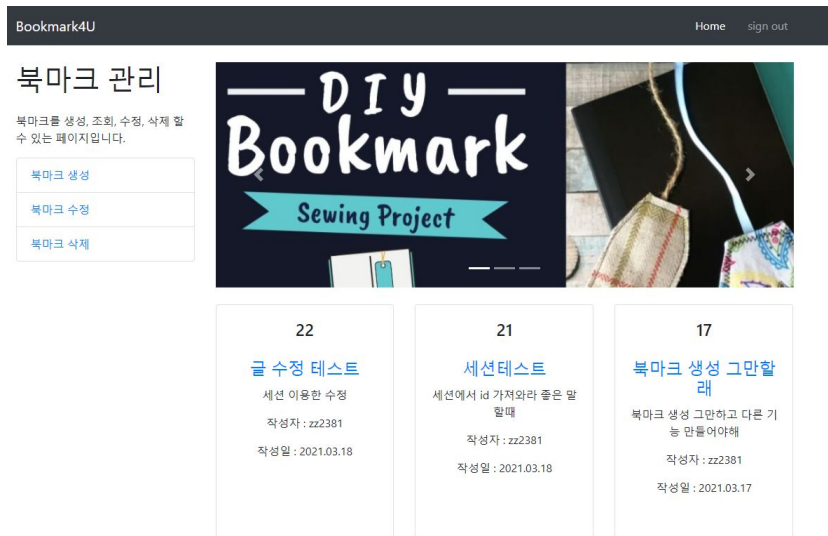 Bookmark4U
Home
sign out
북마크 관리
북마크를 생성, 조회, 수정, 삭제 할
수 있는 페이지입니다.
북마크 생성
북마크 수정
북마크 삭제
DIY
Bookmark
Sewing Project
22
글 수정 테스트
세션 이용한 수정
작성자 : zz2381
작성일 : 2021.03.18
21
세션테스트
세션에서 id 가져와라 좋은 말
할때
작성자 : zz2381
작성일 : 2021.03.18
17
북마크 생성 그만할
래
북마크 생성 그만하고 다른 기
능 만들어야해
작성자 : zz2381
작성일 : 2021.03.17